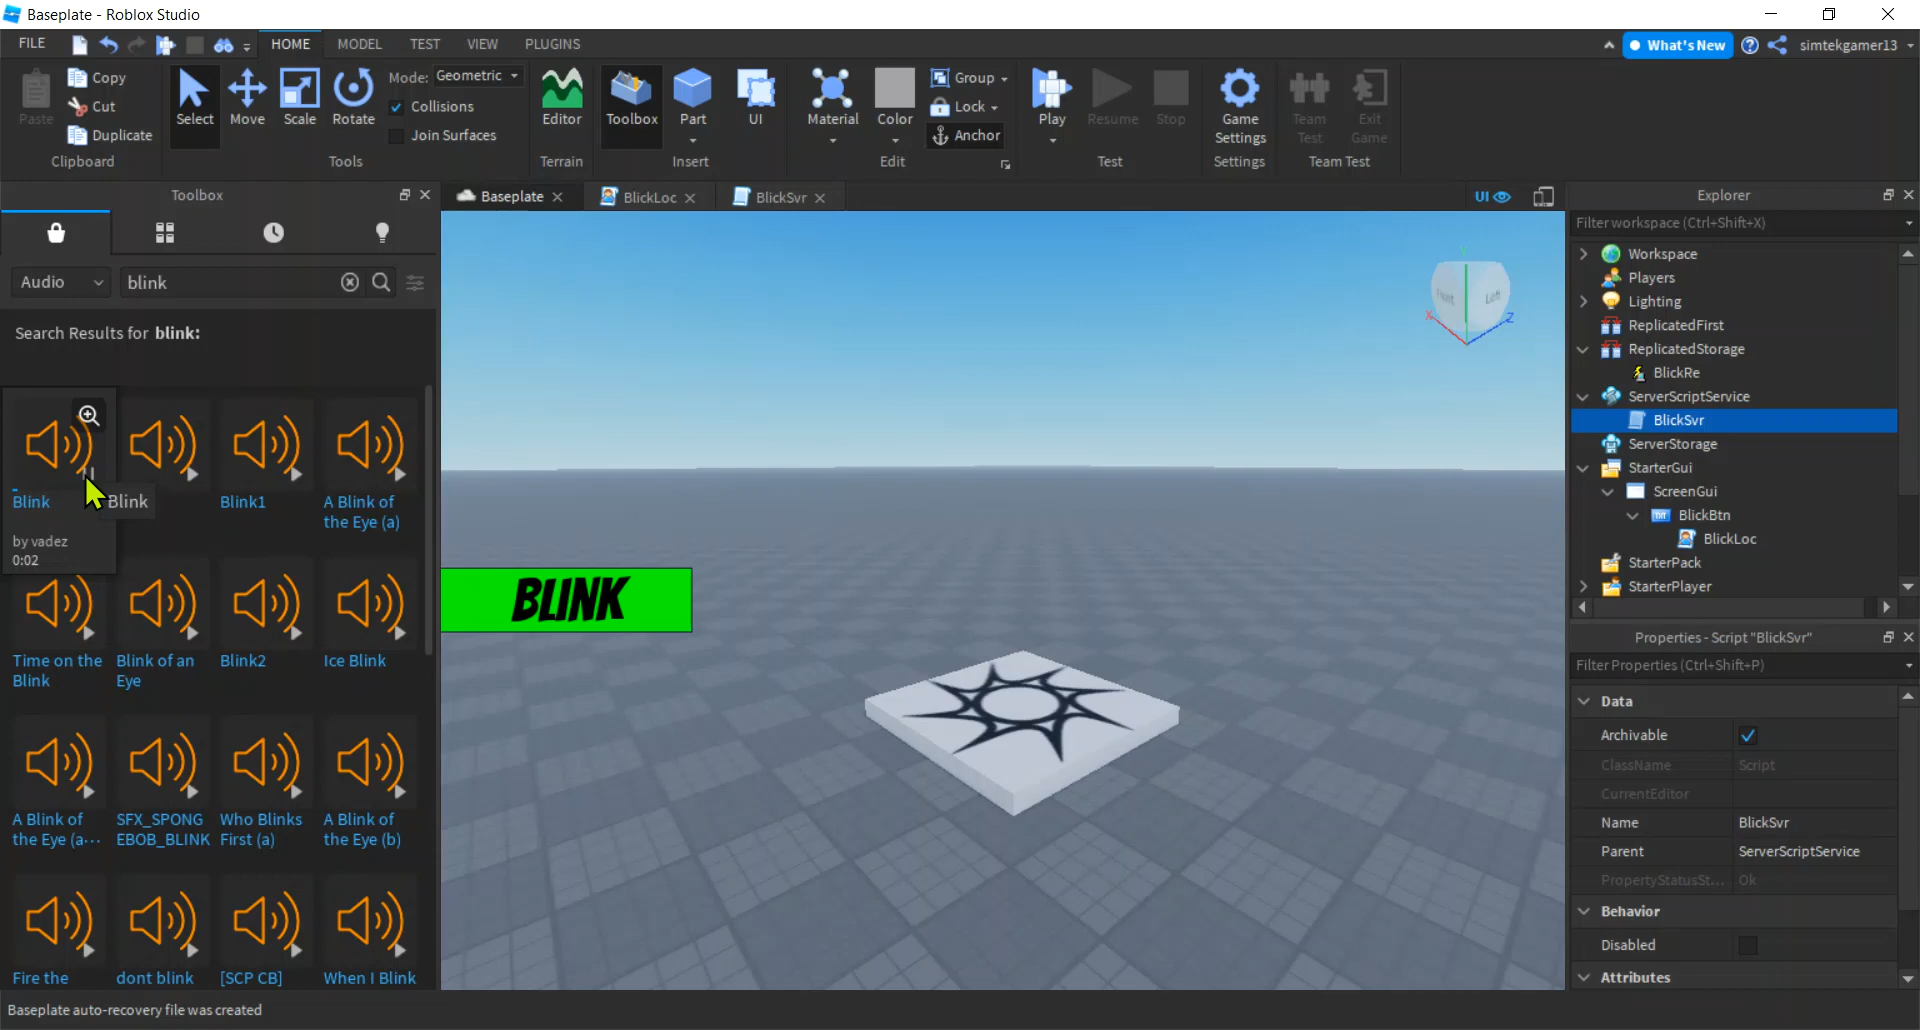 Baseplate - Roblox Studio
FILE
HOME
MODEL
TEST
VIEW
PLUGINS
What's New
simtekgamer13
Paste
Copy
Cut
Duplicate
Clipboard
Select
Move
Scale
Rotate
Mode: Geometric
Collisions
Join Surfaces
Tools
Editor
Terrain
Toolbox
Part
UI
Insert
Material
Color
Group
Lock
Anchor
Edit
Play
Resume
Stop
Test
Game
Settings
Settings
Team
Test
Exit
Game
Team Test
Toolbox
Audio
blink
Search Results for blink:
Blink
Blink
by vadez
0:02
Blink1
A Blink of
the Eye (a)
Time on the
Blink
Blink of an
Eye
Blink2
Ice Blink
A Blink of
the Eye (a...
SFX_SPONG
EBOB_BLINK
Who Blinks
First (a)
A Blink of
the Eye (b)
Fire the
dont blink
[SCP CB]
When I Blink
Baseplate
BlickLoc
BlickSvr
UI
BLINK
Front
Left
Y
X
Z
Explorer
Filter workspace (Ctrl+Shift+X)
Workspace
Players
Lighting
ReplicatedFirst
ReplicatedStorage
BlickRe
ServerScriptService
BlickSvr
ServerStorage
StarterGui
ScreenGui
TXT
BlickBtn
BlickLoc
StarterPack
StarterPlayer
Properties - Script "BlickSvr"
Filter Properties (Ctrl+Shift+P)
Data
Archivable
ClassName Script
CurrentEditor
Name BlickSvr
Parent ServerScriptService
PropertyStatusSt... Ok
Behavior
Disabled
Attributes
Baseplate auto-recovery file was created